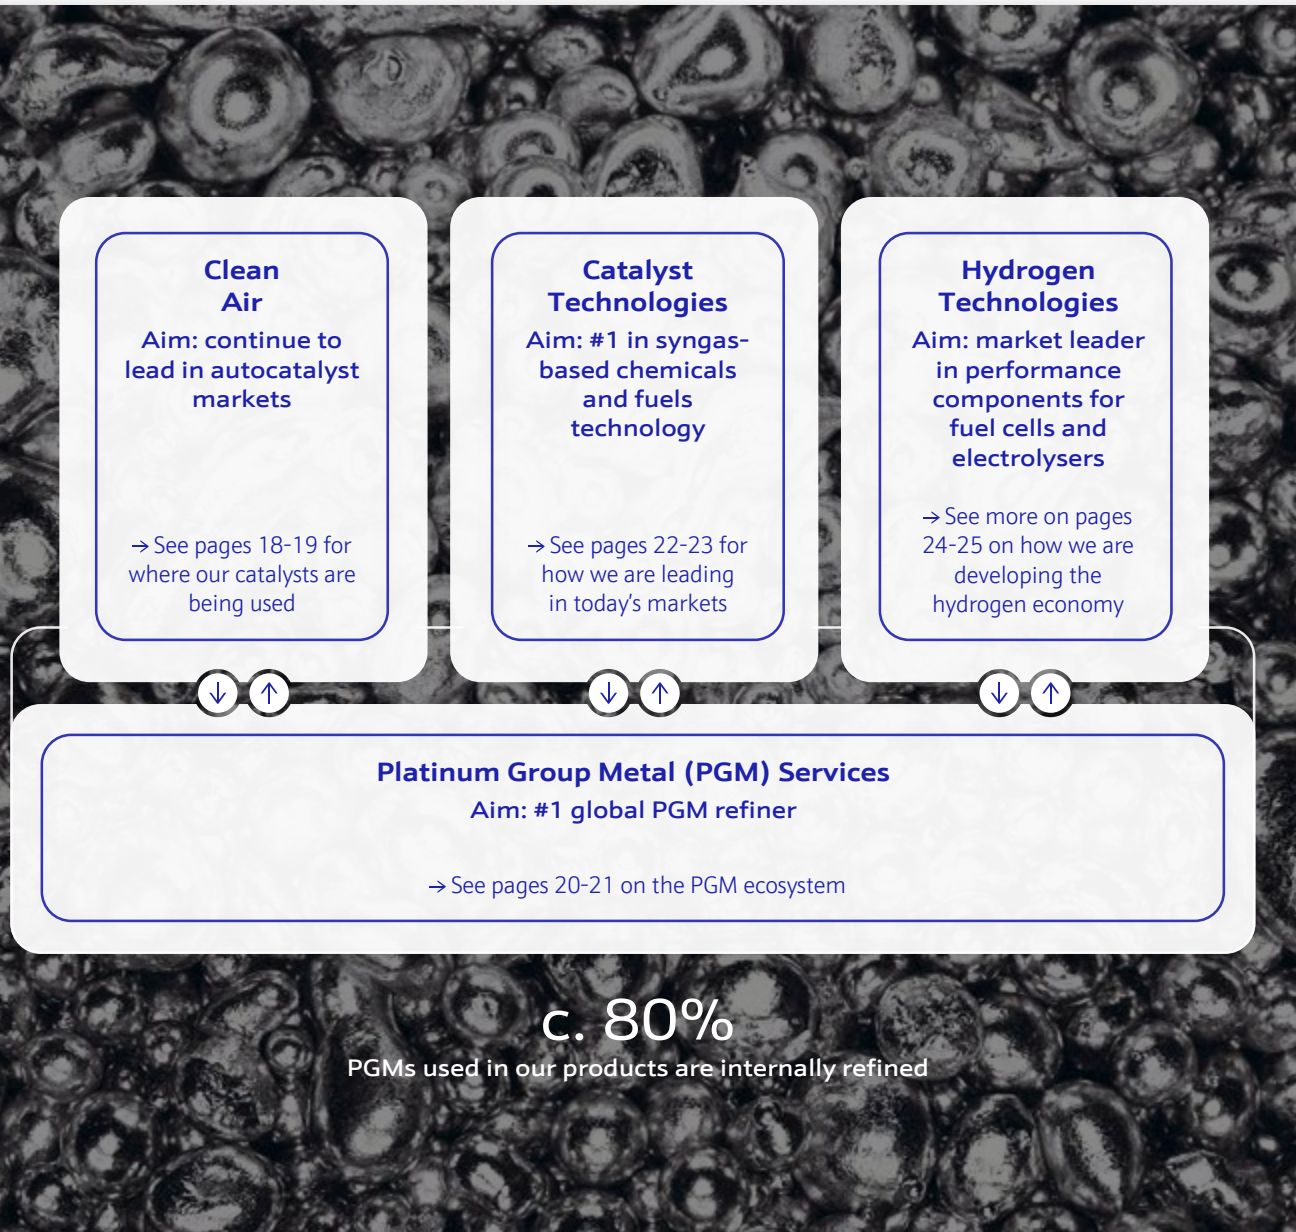 Clean
Air
Aim: continue to
lead in autocatalyst
markets
→ See pages 18-19 for
where our catalysts are
being used
Catalyst
Technologies
Aim: #1 in syngas-
based chemicals
and fuels
technology
→ See pages 22-23 for
how we are leading
in today's markets
Hydrogen
Technologies
Aim: market leader
in performance
components for
fuel cells and
electrolysers
→ See more on pages
24-25 on how we are
developing the
hydrogen economy
Platinum Group Metal (PGM) Services
Aim: #1 global PGM refiner
→ See pages 20-21 on the PGM ecosystem
c. 80%
PGMs used in our products are internally refined